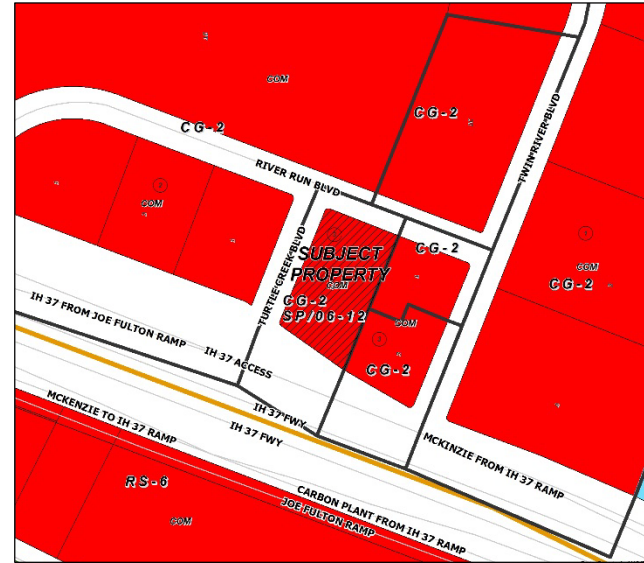 COM
CG-2
CG-2
TWIN RIVER BLVD
RIVER RUN BLVD
COM
TURTLE CREEK BLVD
SUBJECT
PROPERTY
COM
CG-2
SP/06-12
CG-2
COM
CG-2
COM
CG-2
IH 37 FROM JOE FULTON RAMP
IH 37 ACCESS
IH 37 FWY
IH 37 FWY
MCKENZIE TO IH 37 RAMP
MCKINZIE FROM IH 37 RAMP
RS-6
COM
CARBON PLANT FROM IH 37 RAMP
JOE FULTON RAMP